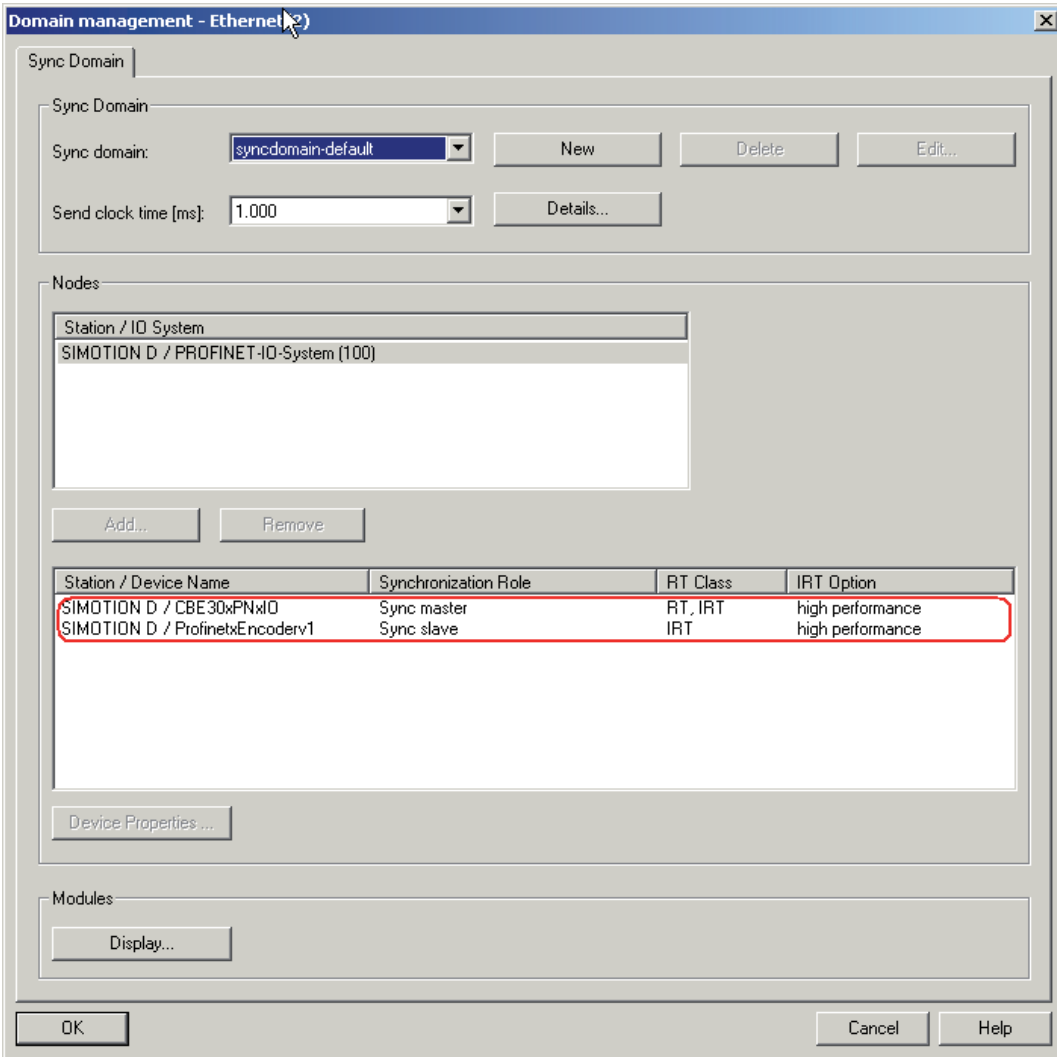 Domain management - Ethernet(2)
Sync Domain
Sync Domain
Sync domain: syncdomain-default New Delete Edit...
Send clock time [ms]: 1.000 Details...
Nodes
Station / IO System
SIMOTION D / PROFINET-IO-System (100)
Add... Remove
Station / Device Name Synchronization Role RT Class IRT Option
SIMOTION D / CBE30xPNxIO Sync master RT, IRT high performance
SIMOTION D / ProfinetxEncoderv1 Sync slave IRT high performance
Device Properties ...
Modules
Display...
OK Cancel Help